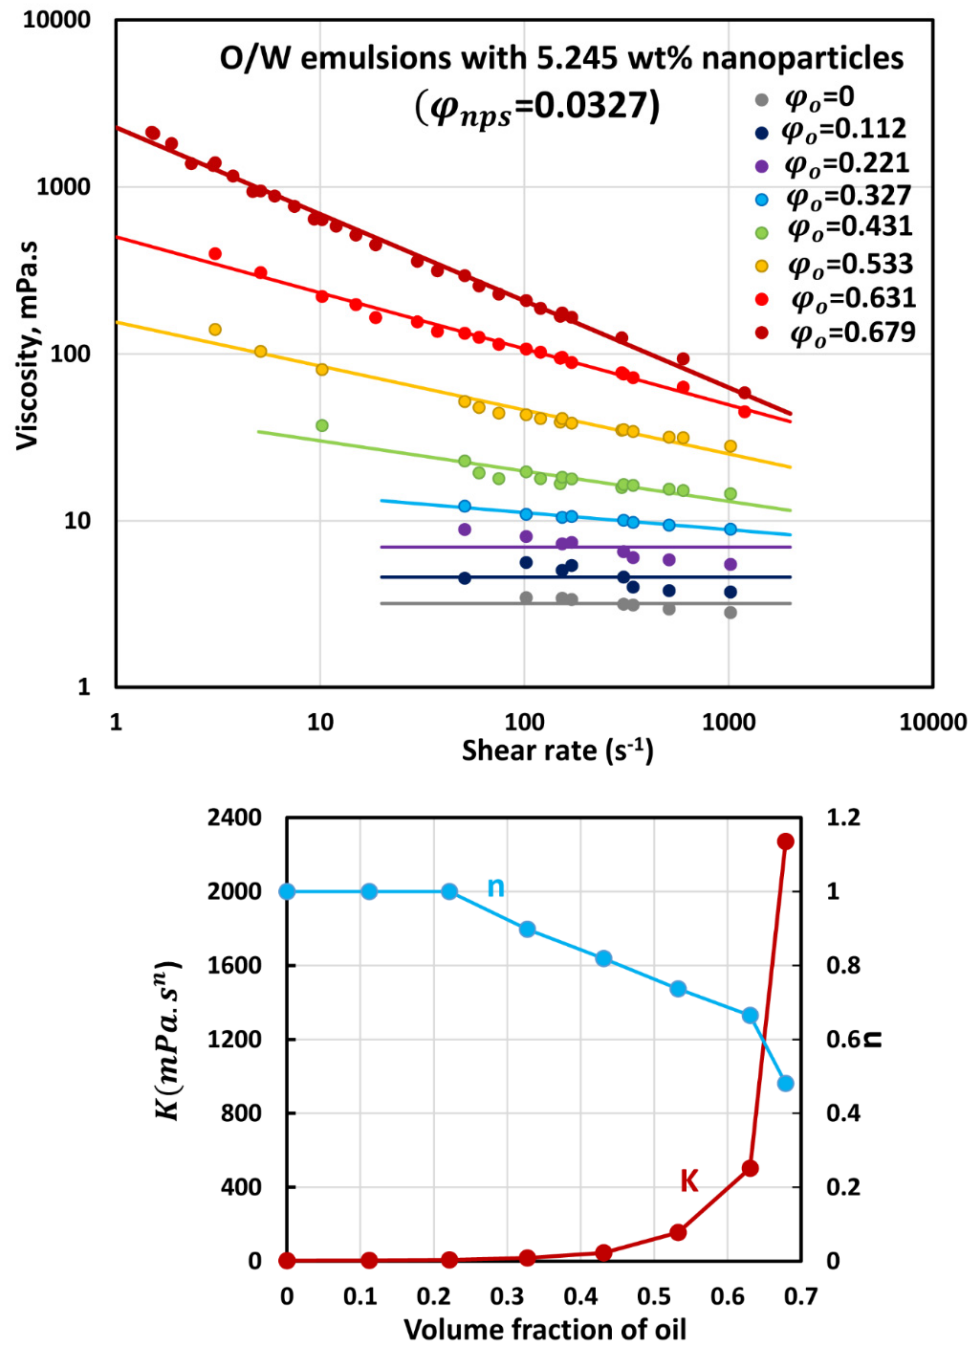 O/W emulsions with 5.245 wt% nanoparticles
(φnps=0.0327)
φo=0
φo=0.112
φo=0.221
φo=0.327
φo=0.431
φo=0.533
φo=0.631
φo=0.679
Viscosity, mPa.s
10000
1000
100
10
1
1 10 100 1000 10000
Shear rate (s-1)
K(mPa.sⁿ)
2400
2000
1600
1200
800
400
0
n
K
1.2
1
0.8
0.6
0.4
0.2
0
n
0 0.1 0.2 0.3 0.4 0.5 0.6 0.7
Volume fraction of oil